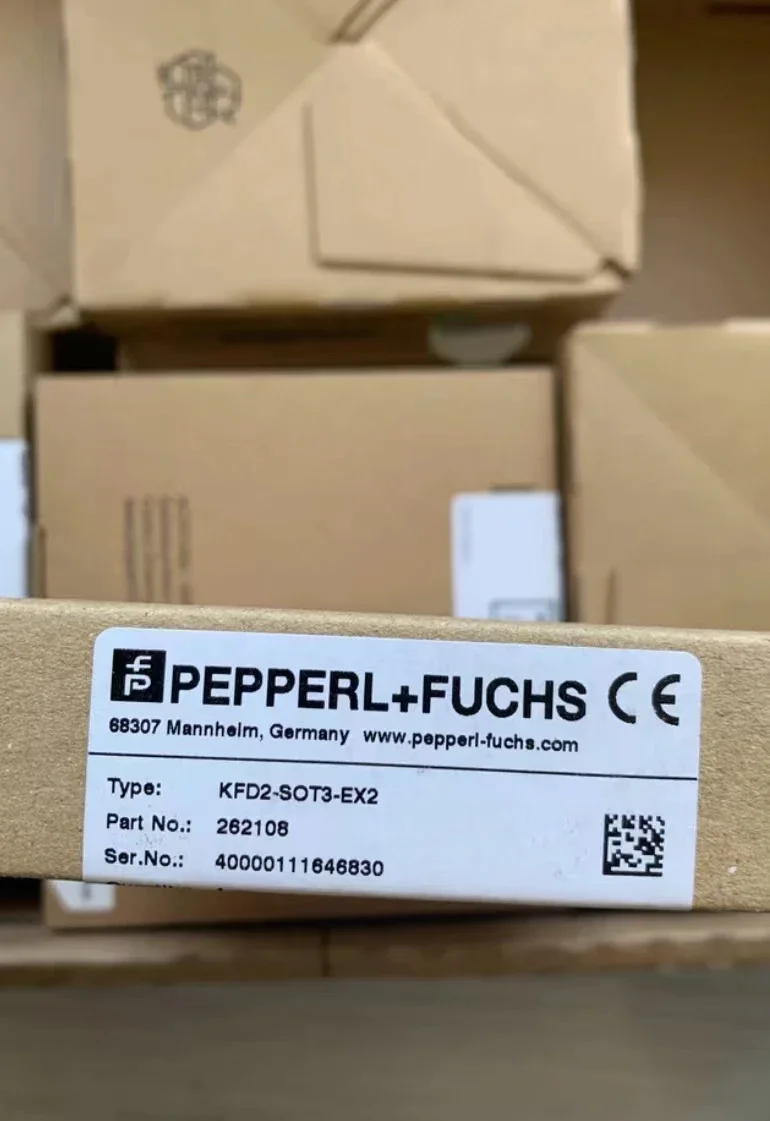 PEPPERL+FUCHS CE
68307 Mannheim, Germany www.pepperl-fuchs.com
Type: KFD2-SOT3-EX2
Part No.: 262108
Ser.No.: 40000111646830